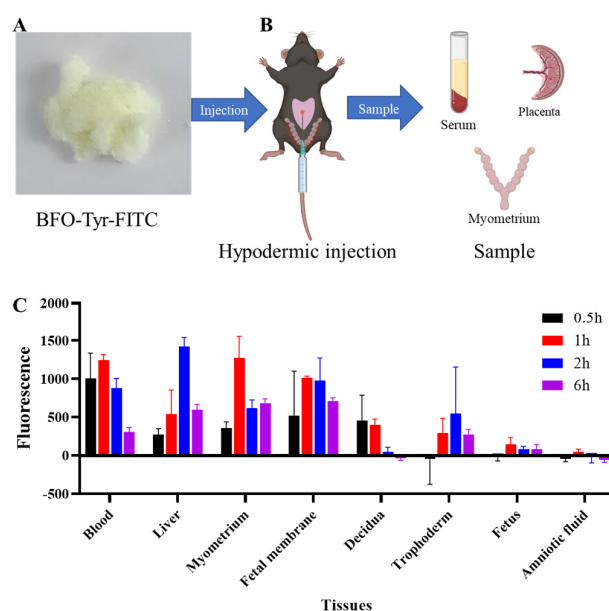 A
B
Injection
Sample
Serum
Placenta
Myometrium
BFO-Tyr-FITC
Hypodermic injection
Sample
C
Fluorescence
2000
1500
1000
500
0
-500
0.5h
1h
2h
6h
Blood
Liver
Myometrium
Fetal membrane
Decidua
Trophoderm
Fetus
Amniotic fluid
Tissues